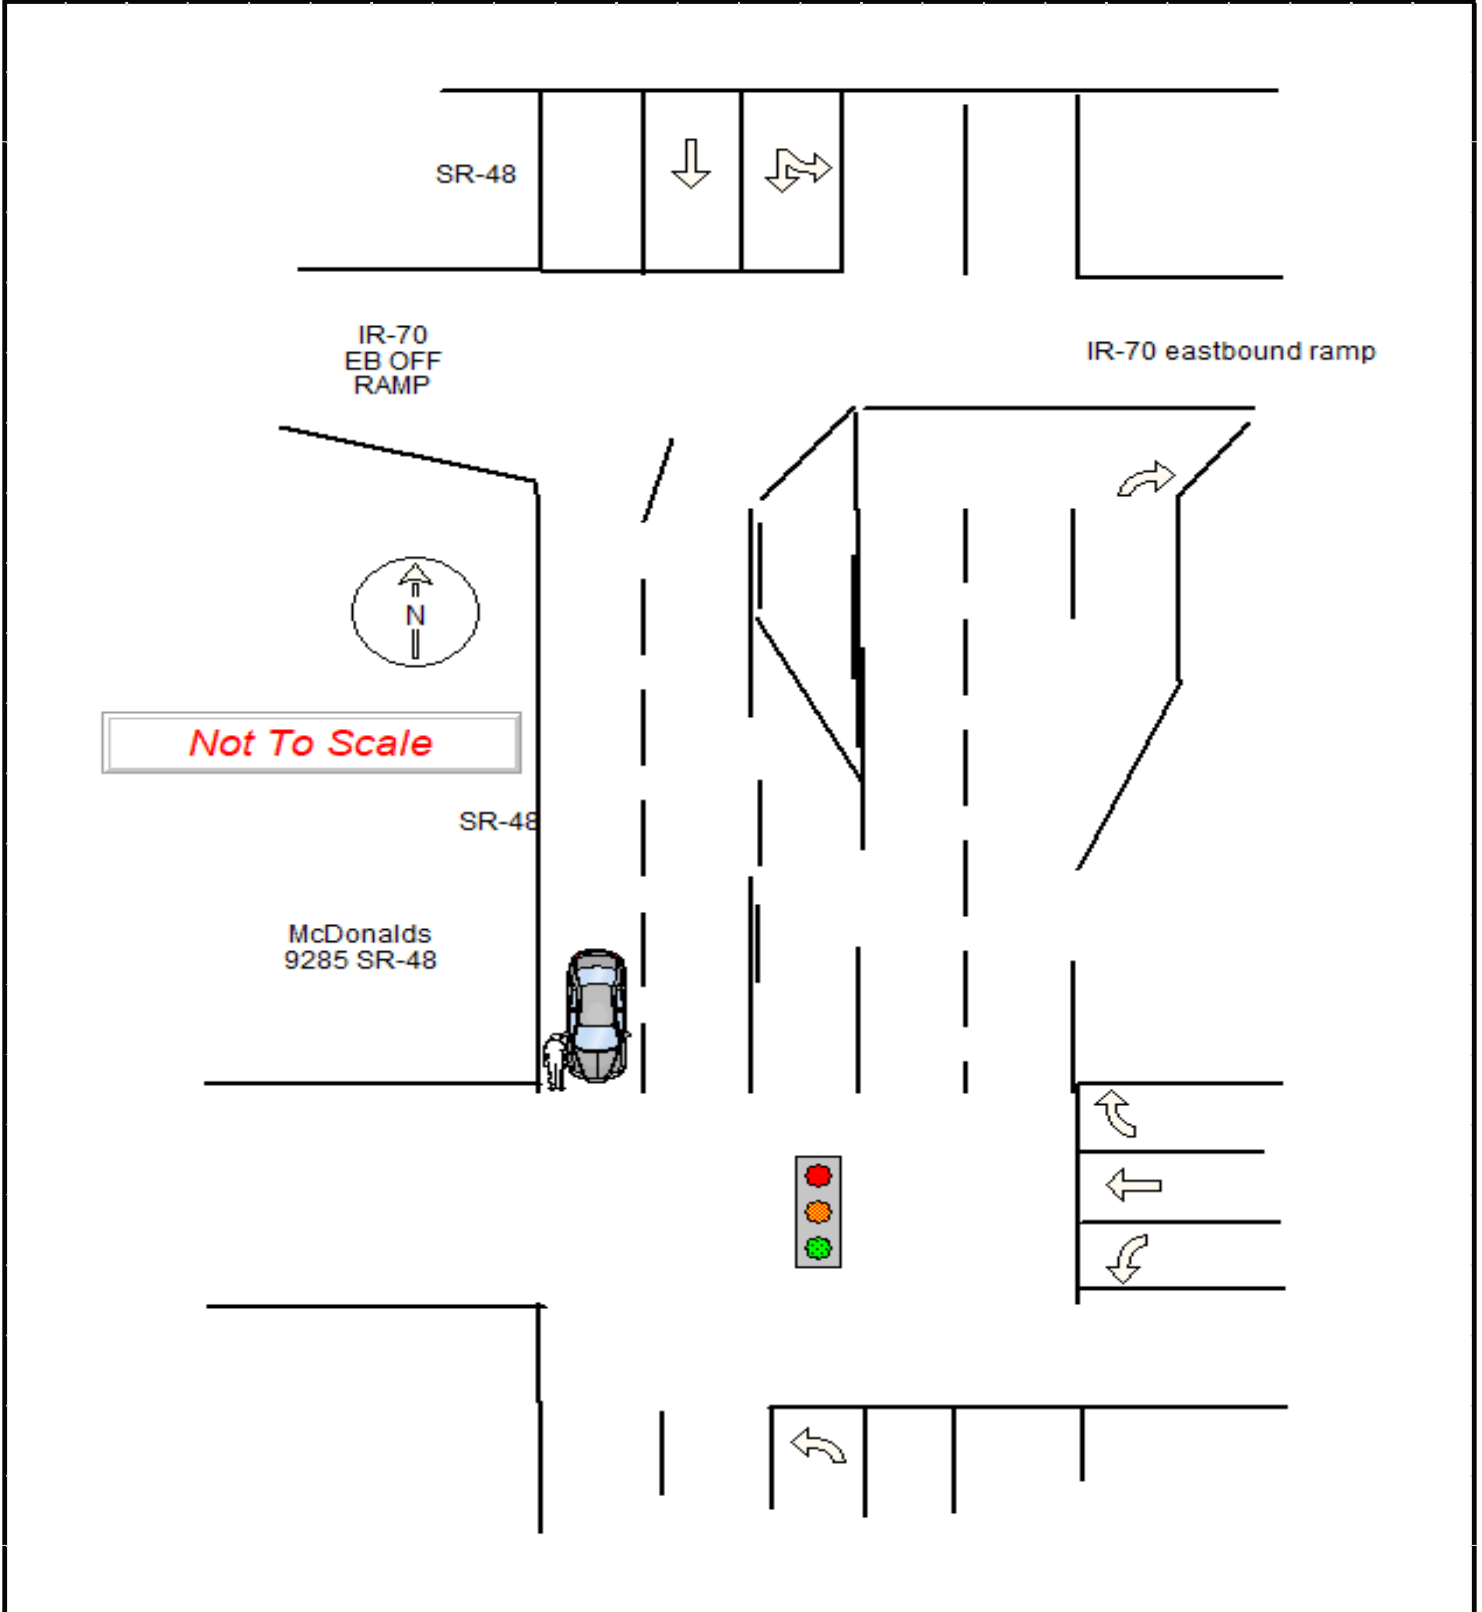 SR-48
IR-70
EB OFF
RAMP
IR-70 eastbound ramp
N
Not To Scale
SR-48
McDonalds
9285 SR-48